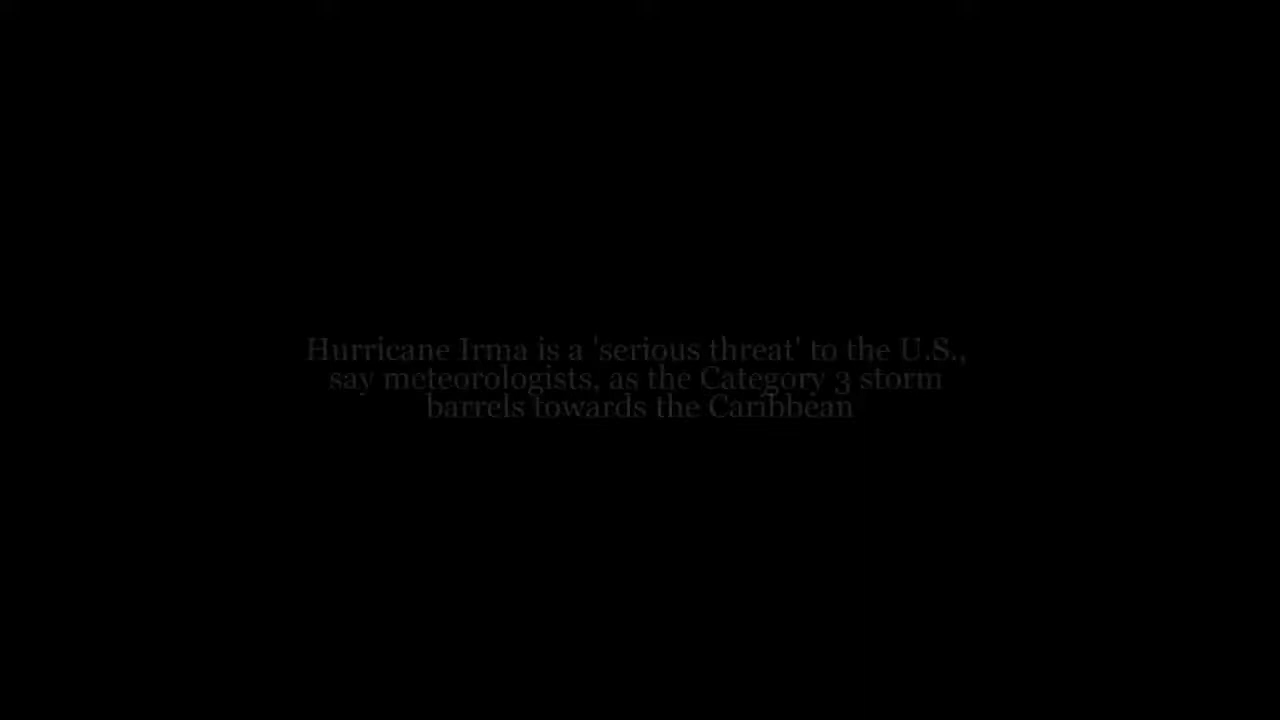 Hurricane Irma is a 'serious threat' to the U.S.,
say meteorologists, as the Category 3 storm
barrels towards the Caribbean